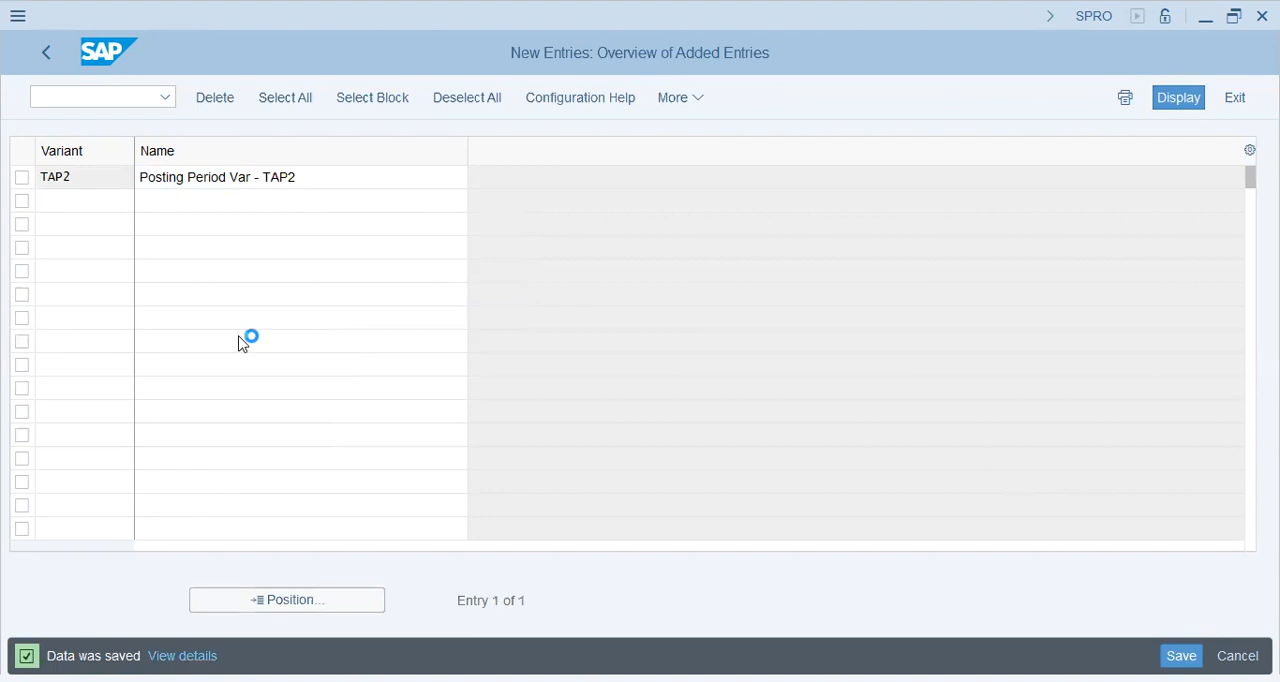 SPRO
SAP
New Entries: Overview of Added Entries
Delete Select All Select Block Deselect All Configuration Help More Display Exit
Variant Name
TAP2 Posting Period Var - TAP2
Position... Entry 1 of 1
Data was saved View details Save Cancel